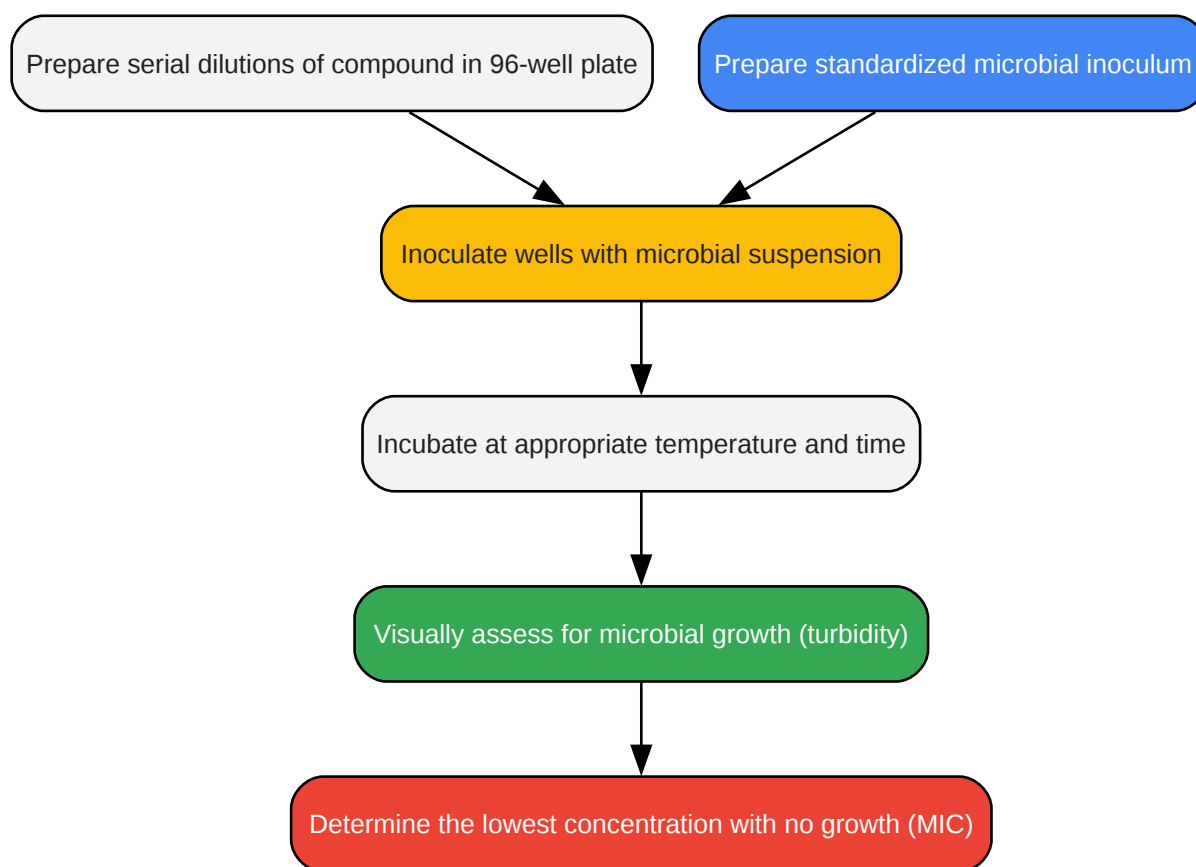 Prepare serial dilutions of compound in 96-well plate
Prepare standardized microbial inoculum
Inoculate wells with microbial suspension
Incubate at appropriate temperature and time
Visually assess for microbial growth (turbidity)
Determine the lowest concentration with no growth (MIC)